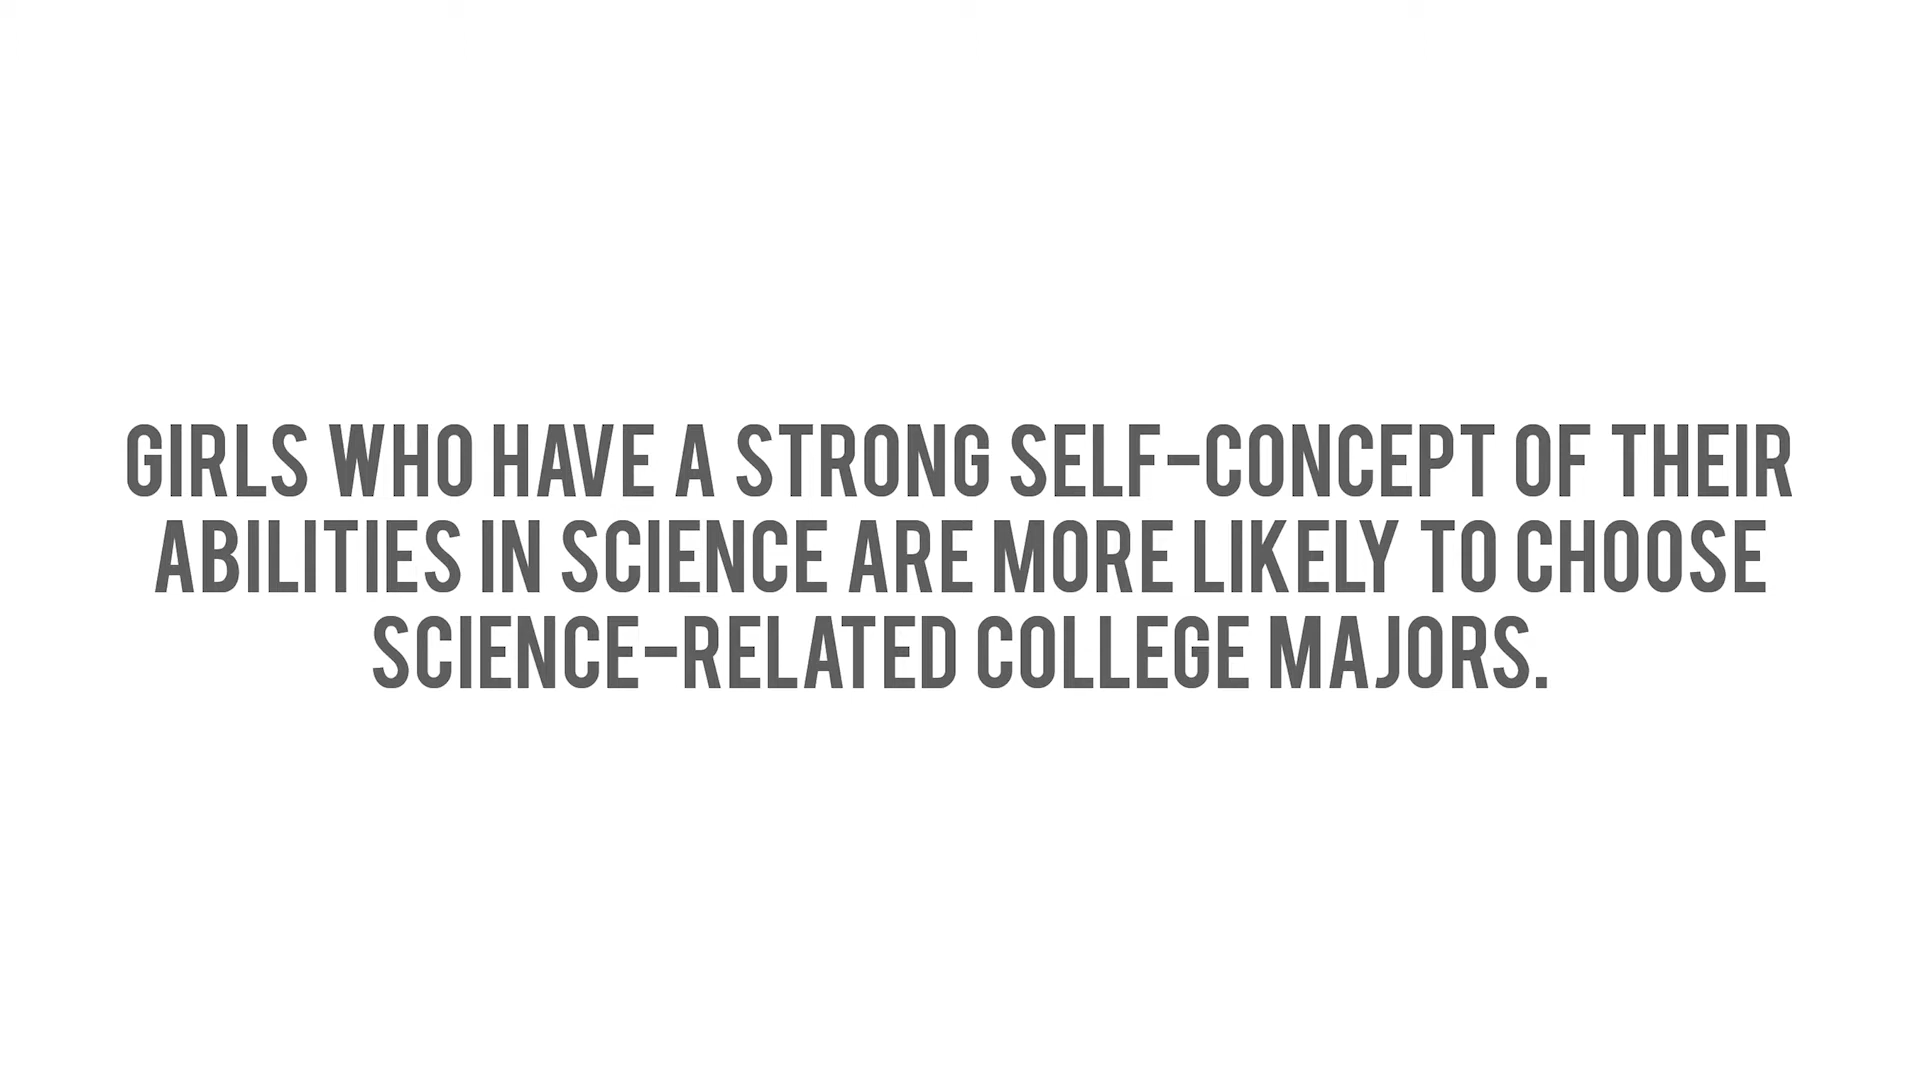 GIRLS WHO HAVE A STRONG SELF-CONCEPT OF THEIR
ABILITIES IN SCIENCE ARE MORE LIKELY TO CHOOSE
SCIENCE-RELATED COLLEGE MAJORS.